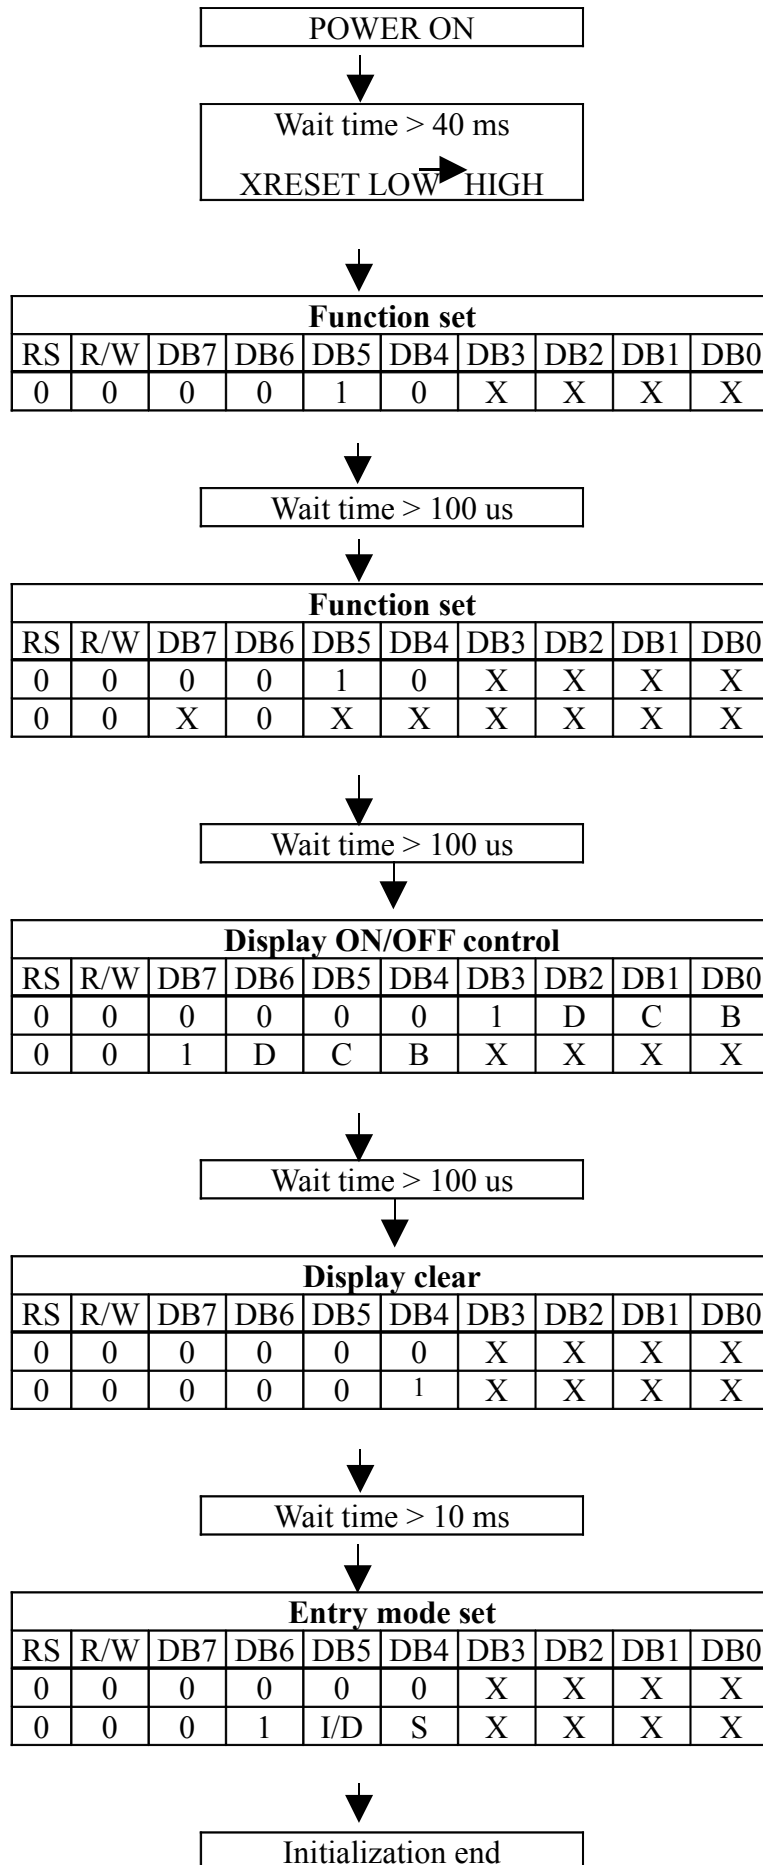 POWER ON
Wait time > 40 ms
XRESET LOW HIGH
Function set
RS R/W DB7 DB6 DB5 DB4 DB3 DB2 DB1 DB0
0 0 0 0 1 0 X X X X
Wait time > 100 us
Function set
RS R/W DB7 DB6 DB5 DB4 DB3 DB2 DB1 DB0
0 0 0 0 1 0 X X X X
0 0 X 0 X X X X X X
Wait time > 100 us
Display ON/OFF control
RS R/W DB7 DB6 DB5 DB4 DB3 DB2 DB1 DB0
0 0 0 0 0 0 1 D C B
0 0 1 D C B X X X X
Wait time > 100 us
Display clear
RS R/W DB7 DB6 DB5 DB4 DB3 DB2 DB1 DB0
0 0 0 0 0 0 X X X X
0 0 0 0 0 1 X X X X
Wait time > 10 ms
Entry mode set
RS R/W DB7 DB6 DB5 DB4 DB3 DB2 DB1 DB0
0 0 0 0 0 0 X X X X
0 0 0 1 I/D S X X X X
Initialization end